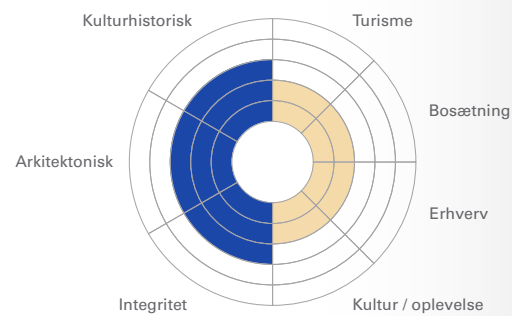 Kulturhistorisk
Turisme
Bosætning
Arkitektonisk
Erhverv
Integritet
Kultur / oplevelse